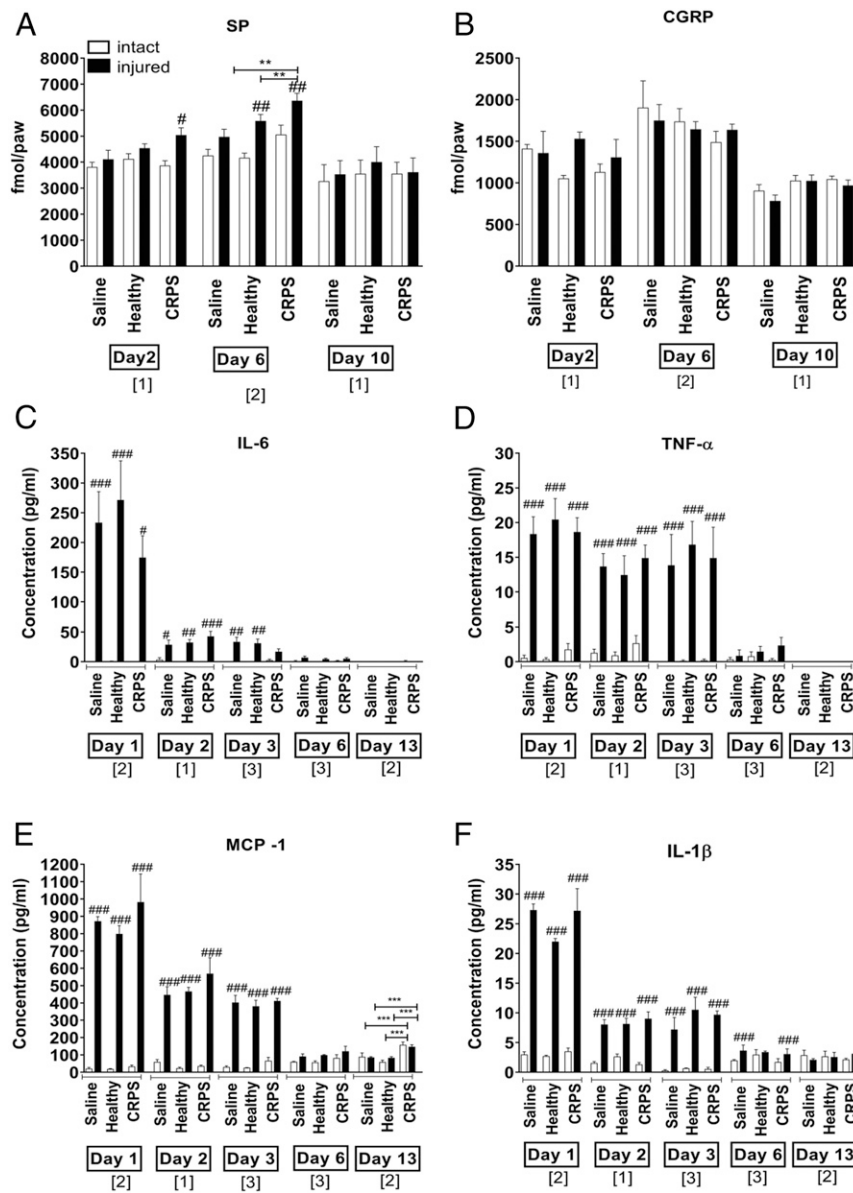 A
SP
intact
injured
8000
7000
6000
5000
4000
3000
2000
1000
0
fmol/paw
**
**
#
##
##
Saline Healthy CRPS Saline Healthy CRPS Saline Healthy CRPS
Day2 Day 6 Day 10
[1] [2] [1]
B
CGRP
2500
2000
1500
1000
500
0
fmol/paw
Saline Healthy CRPS Saline Healthy CRPS Saline Healthy CRPS
Day2 Day 6 Day 10
[1] [2] [1]
C
IL-6
350
300
250
200
150
100
50
0
Concentration (pg/ml)
### ### #
# ## ### ## ##
Saline Healthy CRPS Saline Healthy CRPS Saline Healthy CRPS Saline Healthy CRPS Saline Healthy CRPS
Day 1 Day 2 Day 3 Day 6 Day 13
[2] [1] [3] [3] [2]
D
TNF-α
30
25
20
15
10
5
0
Concentration (pg/ml)
### ### ### ### ### ### ### ### ###
Saline Healthy CRPS Saline Healthy CRPS Saline Healthy CRPS Saline Healthy CRPS Saline Healthy CRPS
Day 1 Day 2 Day 3 Day 6 Day 13
[2] [1] [3] [3] [2]
E
MCP -1
1200
1100
1000
900
800
700
600
500
400
300
200
100
0
Concentration (pg/ml)
### ### ### ### ### ### ### ### ###
***
*** ***
***
Saline Healthy CRPS Saline Healthy CRPS Saline Healthy CRPS Saline Healthy CRPS Saline Healthy CRPS
Day 1 Day 2 Day 3 Day 6 Day 13
[2] [1] [3] [3] [2]
F
IL-1β
35
30
25
20
15
10
5
0
Concentration (pg/ml)
### ### ### ### ### ### ### ### ### ### ###
Saline Healthy CRPS Saline Healthy CRPS Saline Healthy CRPS Saline Healthy CRPS Saline Healthy CRPS
Day 1 Day 2 Day 3 Day 6 Day 13
[2] [1] [3] [3] [2]